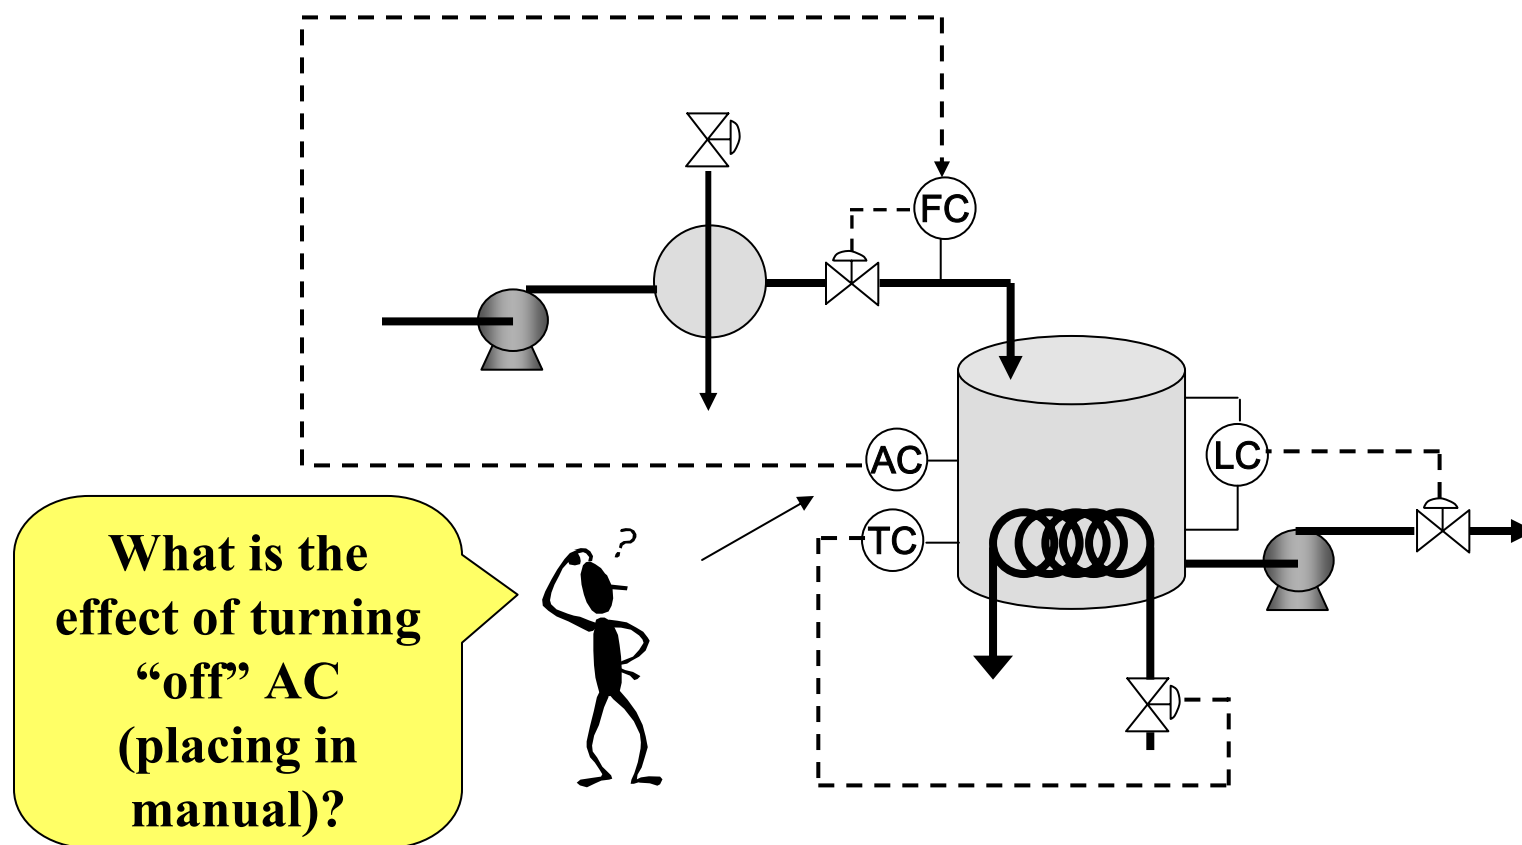 FC
AC
LC
TC
What is the
effect of turning
“off” AC
(placing in
manual)?
?